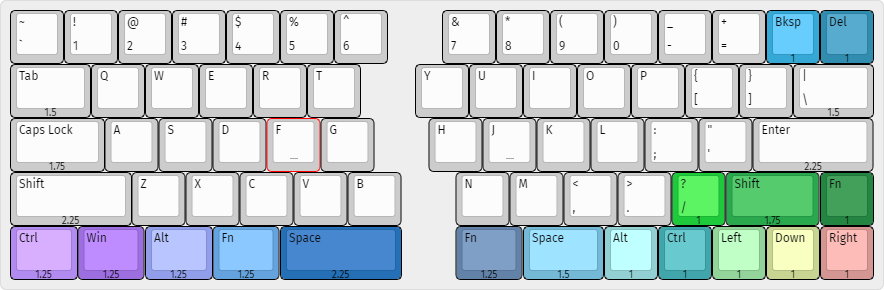 ~ ! @ # $ % ^ & * ( ) _ + Bksp Del
` 1 2 3 4 5 6 7 8 9 0 - = 1 1
Tab Q W E R T Y U I O P { } |
[ ] \
1.5 1.5
Caps Lock A S D F G H J K L : " Enter
_ _ ; '
1.75 2.25
Shift Z X C V B N M < > ? Shift Fn
, . /
2.25 1 1.75 1
Ctrl Win Alt Fn Space Fn Space Alt Ctrl Left Down Right
1.25 1.25 1.25 1.25 2.25 1.25 1.5 1 1 1 1 1